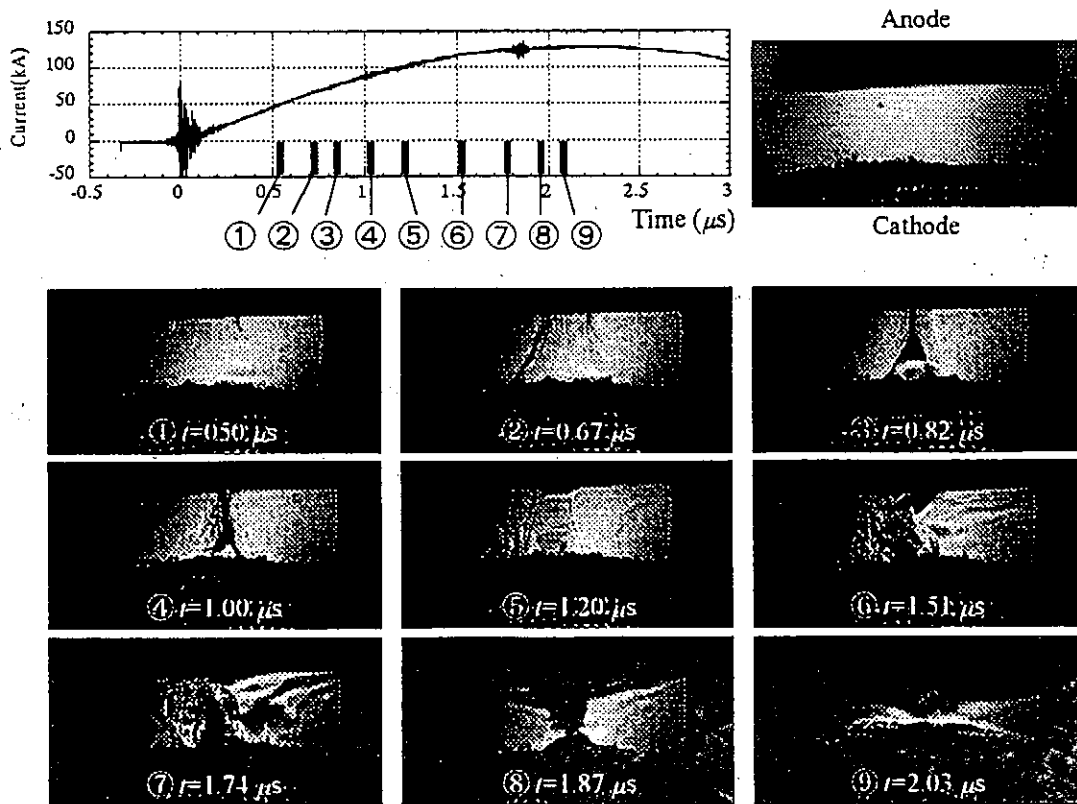 Current(kA)
150
100
50
0
-50
-0.5 0 0.5 1 1.5 2 2.5 3
Time (μs)
① ② ③ ④ ⑤ ⑥ ⑦ ⑧ ⑨
Anode
Cathode
① t=0.50 μs
② t=0.67 μs
③ t=0.82 μs
④ t=1.00 μs
⑤ t=1.20 μs
⑥ t=1.51 μs
⑦ t=1.74 μs
⑧ t=1.87 μs
⑨ t=2.03 μs